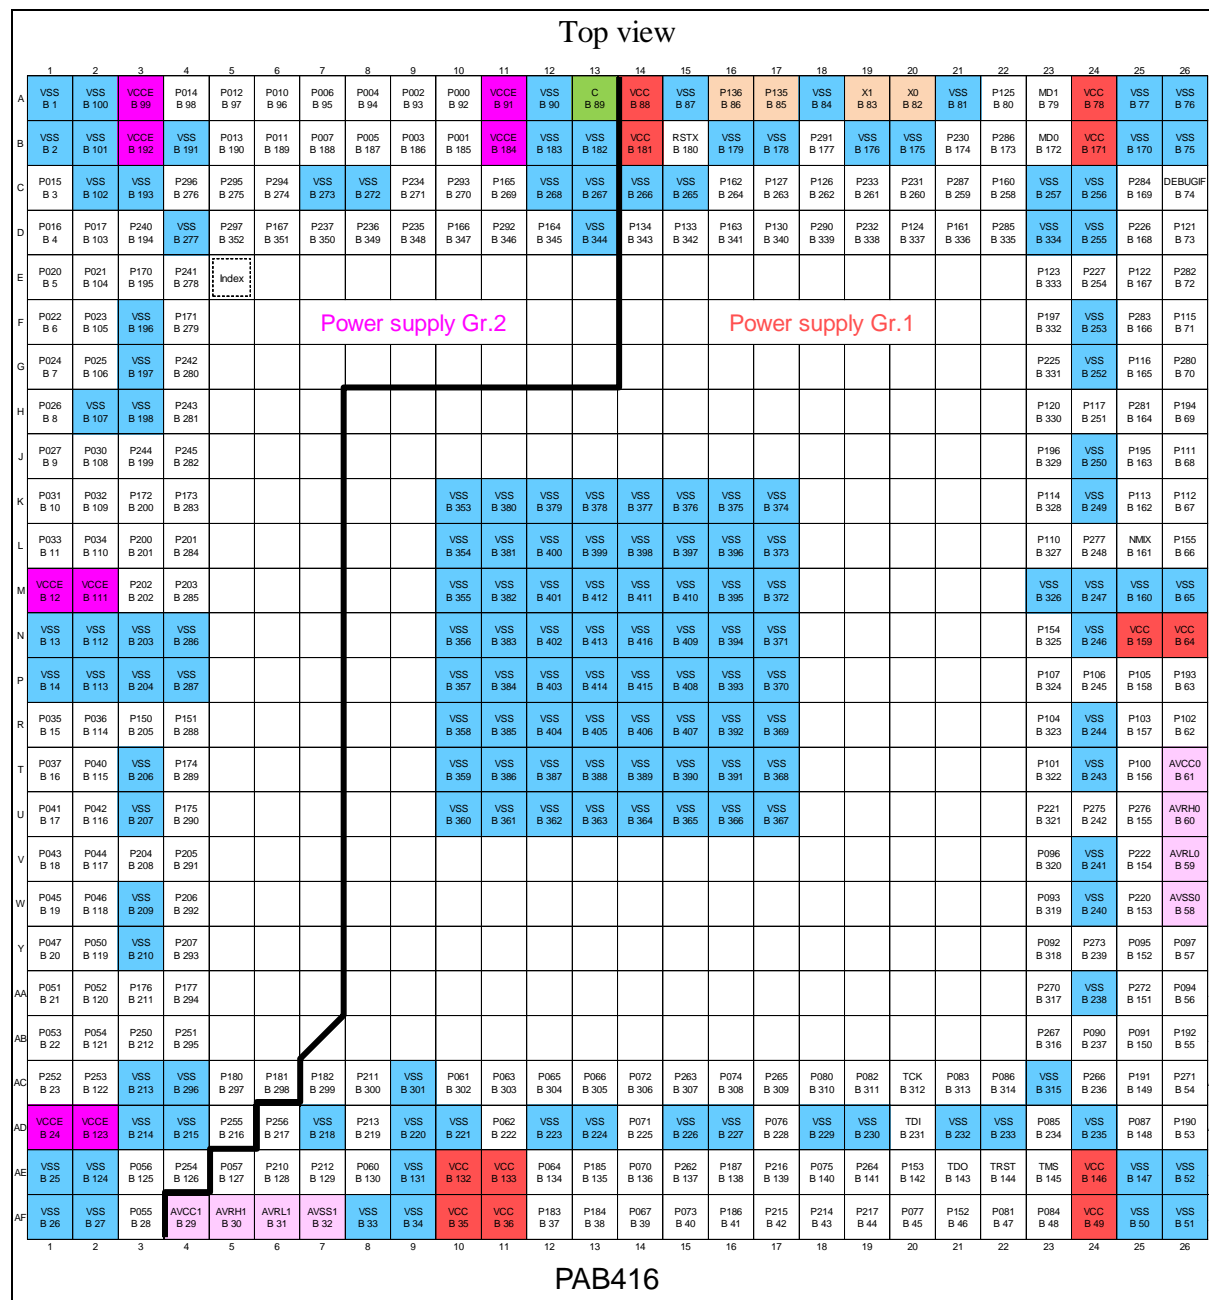 Top view
1 2 3 4 5 6 7 8 9 10 11 12 13 14 15 16 17 18 19 20 21 22 23 24 25 26
A VSS VSS VCCE P014 P012 P010 P006 P004 P002 P000 VCCE VSS C VCC VSS P136 P135 VSS X1 X0 VSS P125 MD1 VCC VSS VSS
B 1 B 100 B 99 B 98 B 97 B 96 B 95 B 94 B 93 B 92 B 91 B 90 B 89 B 88 B 87 B 86 B 85 B 84 B 83 B 82 B 81 B 80 B 79 B 78 B 77 B 76
B VSS VSS VCCE VSS P013 P011 P007 P005 P003 P001 VCCE VSS VSS VCC RSTX VSS VSS P291 VSS VSS P230 P286 MD0 VCC VSS VSS
B 2 B 101 B 192 B 191 B 190 B 189 B 188 B 187 B 186 B 185 B 184 B 183 B 182 B 181 B 180 B 179 B 178 B 177 B 176 B 175 B 174 B 173 B 172 B 171 B 170 B 75
C P015 VSS VSS P296 P295 P294 VSS VSS P234 P293 P165 VSS VSS VSS VSS P162 P127 P126 P233 P231 P287 P160 VSS VSS P284 DEBUGIF
B 3 B 102 B 193 B 276 B 275 B 274 B 273 B 272 B 271 B 270 B 269 B 268 B 267 B 266 B 265 B 264 B 263 B 262 B 261 B 260 B 259 B 258 B 257 B 256 B 169 B 74
D P016 P017 P240 VSS P297 P167 P237 P236 P235 P166 P292 P164 VSS P134 P133 P163 P130 P290 P232 P124 P161 P285 VSS VSS P226 P121
B 4 B 103 B 194 B 277 B 352 B 351 B 350 B 349 B 348 B 347 B 346 B 345 B 344 B 343 B 342 B 341 B 340 B 339 B 338 B 337 B 336 B 335 B 334 B 255 B 168 B 73
E P020 P021 P170 P241 Index P123 P227 P122 P282
B 5 B 104 B 195 B 278 B 333 B 254 B 167 B 72
F P022 P023 VSS P171 Power supply Gr.2 Power supply Gr.1 P197 VSS P283 P115
B 6 B 105 B 196 B 279 B 332 B 253 B 166 B 71
G P024 P025 VSS P242 P225 VSS P116 P280
B 7 B 106 B 197 B 280 B 331 B 252 B 165 B 70
H P026 VSS VSS P243 P120 P117 P281 P194
B 8 B 107 B 198 B 281 B 330 B 251 B 164 B 69
J P027 P030 P244 P245 P196 VSS P195 P111
B 9 B 108 B 199 B 282 B 329 B 250 B 163 B 68
K P031 P032 P172 P173 VSS VSS VSS VSS VSS VSS VSS VSS P114 VSS P113 P112
B 10 B 109 B 200 B 283 B 353 B 380 B 379 B 378 B 377 B 376 B 375 B 374 B 328 B 249 B 162 B 67
L P033 P034 P200 P201 VSS VSS VSS VSS VSS VSS VSS VSS P110 P277 NMIX P155
B 11 B 110 B 201 B 284 B 354 B 381 B 400 B 399 B 398 B 397 B 396 B 373 B 327 B 248 B 161 B 66
M VCCE VCCE P202 P203 VSS VSS VSS VSS VSS VSS VSS VSS VSS VSS VSS VSS
B 12 B 111 B 202 B 285 B 355 B 382 B 401 B 412 B 411 B 410 B 395 B 372 B 326 B 247 B 160 B 65
N VSS VSS VSS VSS VSS VSS VSS VSS VSS VSS VSS VSS P154 VSS VCC VCC
B 13 B 112 B 203 B 286 B 356 B 383 B 402 B 413 B 416 B 409 B 394 B 371 B 325 B 246 B 159 B 64
P VSS VSS VSS VSS VSS VSS VSS VSS VSS VSS VSS VSS P107 P106 P105 P193
B 14 B 113 B 204 B 287 B 357 B 384 B 403 B 414 B 415 B 408 B 393 B 370 B 324 B 245 B 158 B 63
R P035 P036 P150 P151 VSS VSS VSS VSS VSS VSS VSS VSS P104 VSS P103 P102
B 15 B 114 B 205 B 288 B 358 B 385 B 404 B 405 B 406 B 407 B 392 B 369 B 323 B 244 B 157 B 62
T P037 P040 VSS P174 VSS VSS VSS VSS VSS VSS VSS VSS P101 VSS P100 AVCC0
B 16 B 115 B 206 B 289 B 359 B 386 B 387 B 388 B 389 B 390 B 391 B 368 B 322 B 243 B 156 B 61
U P041 P042 VSS P175 VSS VSS VSS VSS VSS VSS VSS VSS P221 P275 P276 AVRH0
B 17 B 116 B 207 B 290 B 360 B 361 B 362 B 363 B 364 B 365 B 366 B 367 B 321 B 242 B 155 B 60
V P043 P044 P204 P205 P096 VSS P222 AVRL0
B 18 B 117 B 208 B 291 B 320 B 241 B 154 B 59
W P045 P046 VSS P206 P093 VSS P220 AVSS0
B 19 B 118 B 209 B 292 B 319 B 240 B 153 B 58
Y P047 P050 VSS P207 P092 P273 P095 P097
B 20 B 119 B 210 B 293 B 318 B 239 B 152 B 57
AA P051 P052 P176 P177 P270 VSS P272 P094
B 21 B 120 B 211 B 294 B 317 B 238 B 151 B 56
AB P053 P054 P250 P251 P267 P090 P091 P192
B 22 B 121 B 212 B 295 B 316 B 237 B 150 B 55
AC P252 P253 VSS VSS P180 P181 P182 P211 VSS P061 P063 P065 P066 P072 P263 P074 P265 P080 P082 TCK P083 P086 VSS P266 P191 P271
B 23 B 122 B 213 B 296 B 297 B 298 B 299 B 300 B 301 B 302 B 303 B 304 B 305 B 306 B 307 B 308 B 309 B 310 B 311 B 312 B 313 B 314 B 315 B 236 B 149 B 54
AD VCCE VCCE VSS VSS P255 P256 VSS P213 VSS VSS P062 VSS VSS P071 VSS VSS P076 VSS VSS TDI VSS VSS P085 VSS P087 P190
B 24 B 123 B 214 B 215 B 216 B 217 B 218 B 219 B 220 B 221 B 222 B 223 B 224 B 225 B 226 B 227 B 228 B 229 B 230 B 231 B 232 B 233 B 234 B 235 B 148 B 53
AE VSS VSS P056 P254 P057 P210 P212 P060 VSS VCC VCC P064 P185 P070 P262 P187 P216 P075 P264 P153 TDO TRST TMS VCC VSS VSS
B 25 B 124 B 125 B 126 B 127 B 128 B 129 B 130 B 131 B 132 B 133 B 134 B 135 B 136 B 137 B 138 B 139 B 140 B 141 B 142 B 143 B 144 B 145 B 146 B 147 B 52
AF VSS VSS P055 AVCC1 AVRH1 AVRL1 AVSS1 VSS VSS VCC VCC P183 P184 P067 P073 P186 P215 P214 P217 P077 P152 P081 P084 VCC VSS VSS
B 26 B 27 B 28 B 29 B 30 B 31 B 32 B 33 B 34 B 35 B 36 B 37 B 38 B 39 B 40 B 41 B 42 B 43 B 44 B 45 B 46 B 47 B 48 B 49 B 50 B 51
1 2 3 4 5 6 7 8 9 10 11 12 13 14 15 16 17 18 19 20 21 22 23 24 25 26
PAB416